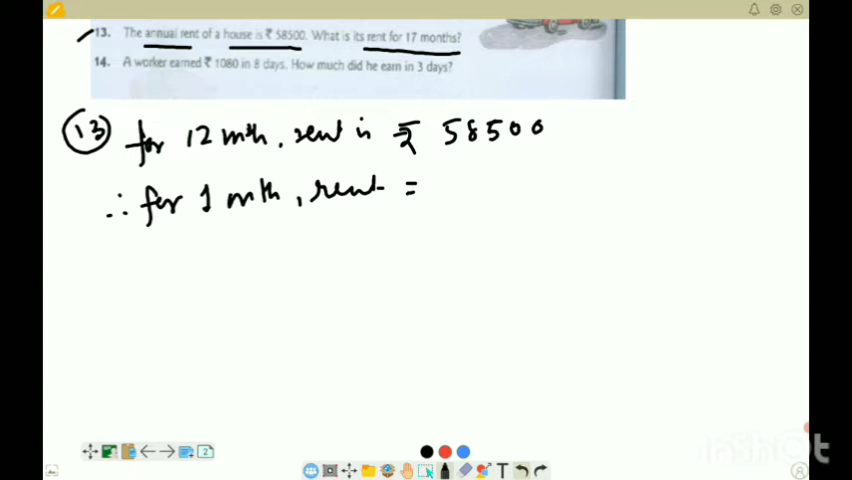 13. The annual rent of a house is ₹ 58500. What is its rent for 17 months?
14. A worker earned ₹ 1080 in 8 days. How much did he earn in 3 days?
13 for 12 mth, rent is ₹ 58500
∴ for 1 mth, rent =
2
T
InShot